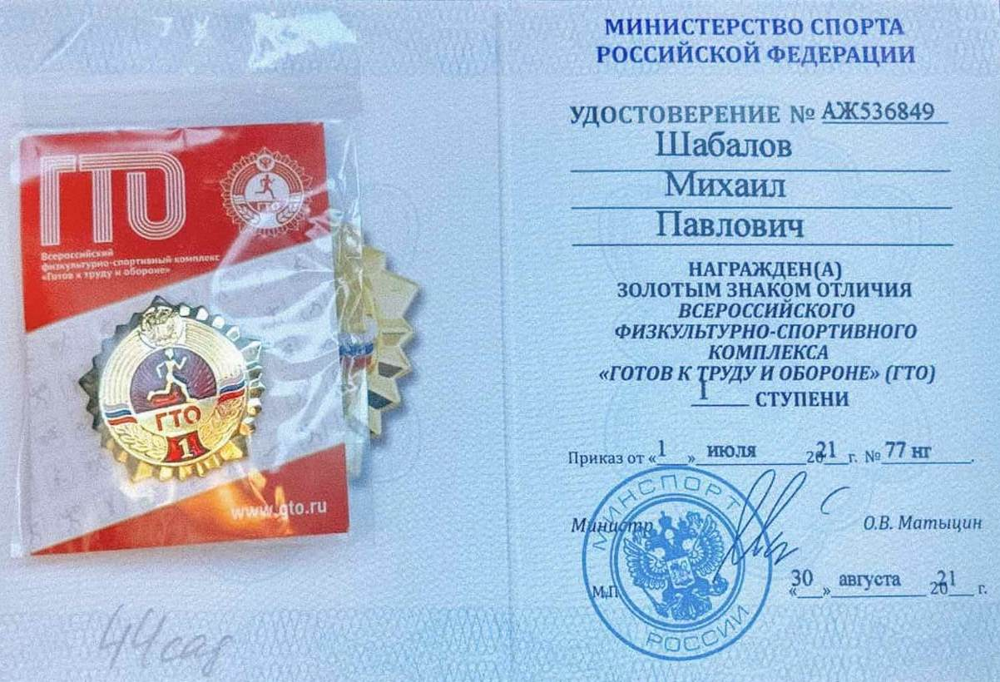 ГТО
Всероссийский
физкультурно-спортивный комплекс
«Готов к труду и обороне»
ГТО
ГТО
1
www.gto.ru
44 сад
МИНИСТЕРСТВО СПОРТА
РОССИЙСКОЙ ФЕДЕРАЦИИ
УДОСТОВЕРЕНИЕ № АЖ536849
Шабалов
Михаил
Павлович
НАГРАЖДЕН(А)
ЗОЛОТЫМ ЗНАКОМ ОТЛИЧИЯ
ВСЕРОССИЙСКОГО
ФИЗКУЛЬТУРНО-СПОРТИВНОГО
КОМПЛЕКСА
«ГОТОВ К ТРУДУ И ОБОРОНЕ» (ГТО)
I СТУПЕНИ
Приказ от «1» июля 2021 г. № 77 нг.
Министр О.В. Матыцин
М.П. «30» августа 2021 г.
МИНСПОРТ РОССИИ